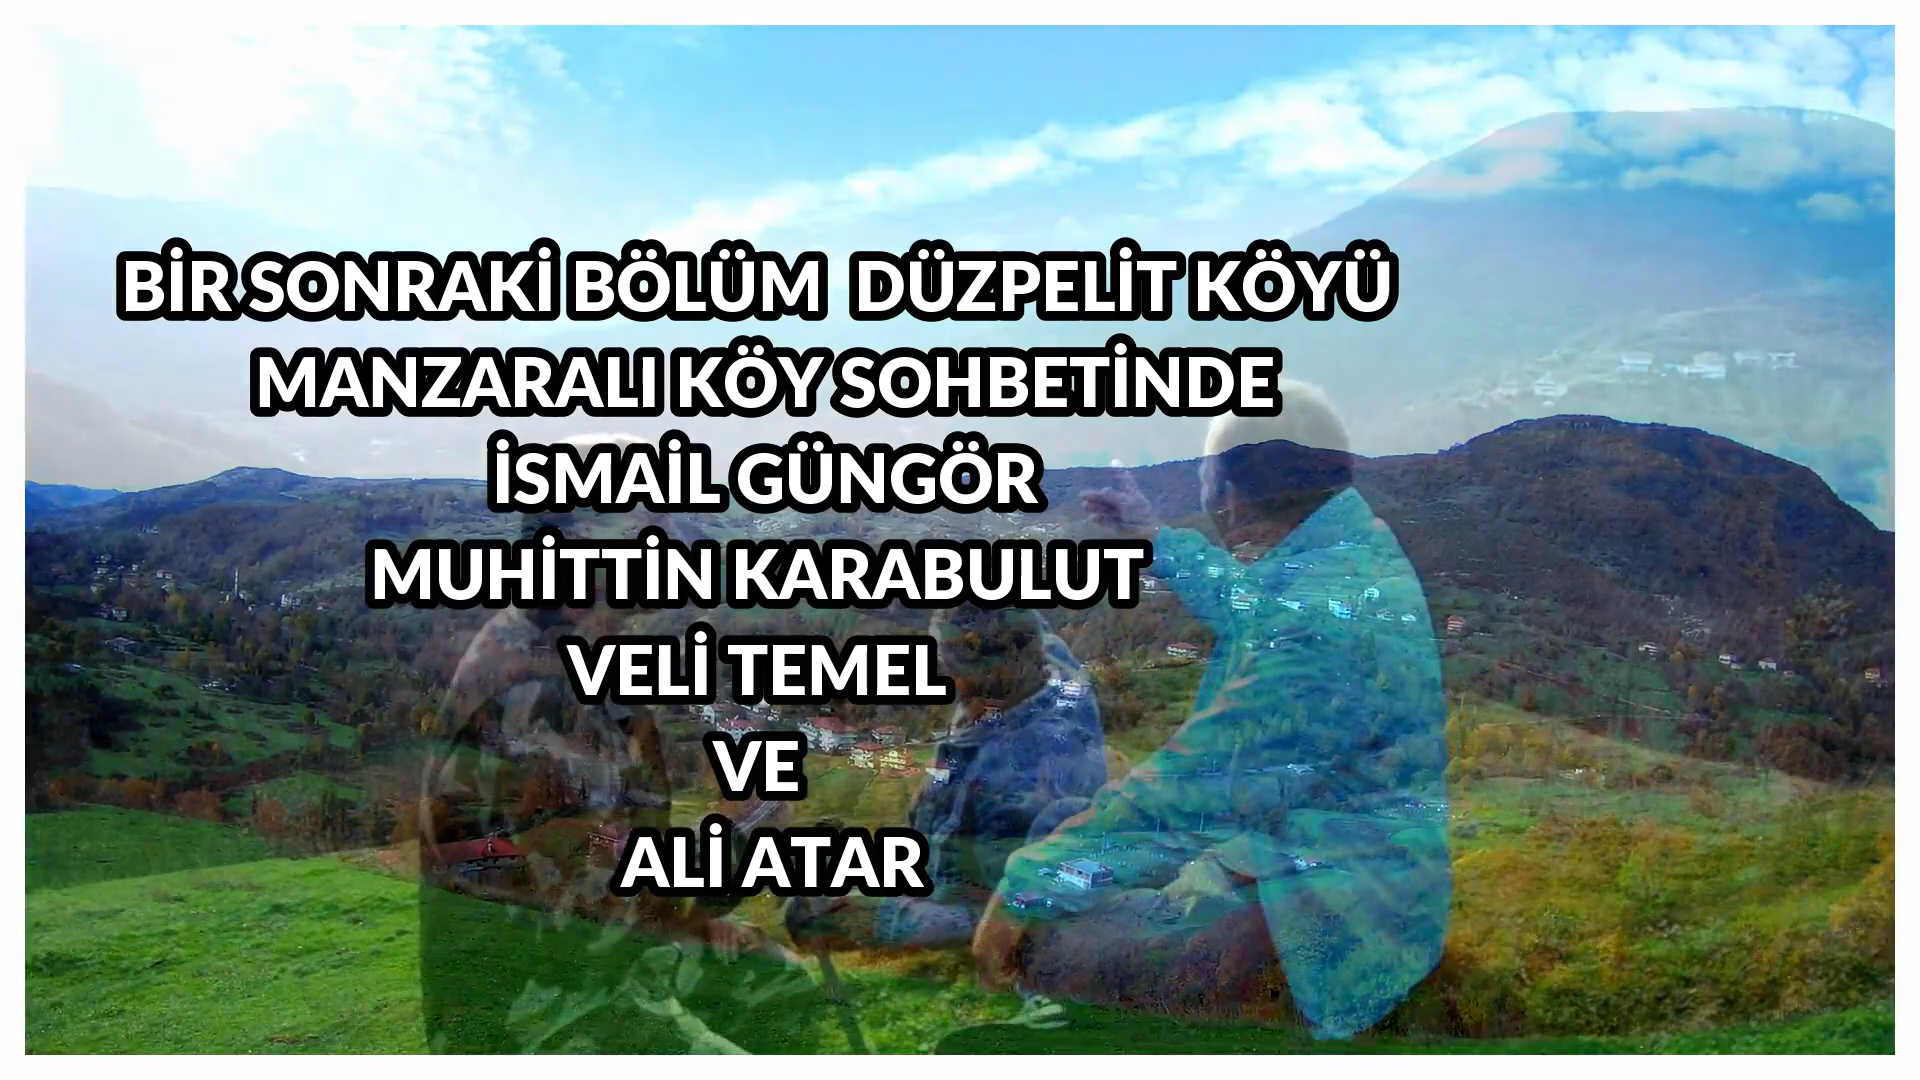 BİR SONRAKİ BÖLÜM  DÜZPELİT KÖYÜ
MANZARALI KÖY SOHBETİNDE
İSMAİL GÜNGÖR
MUHİTTİN KARABULUT
VELİ TEMEL
VE
ALİ ATAR